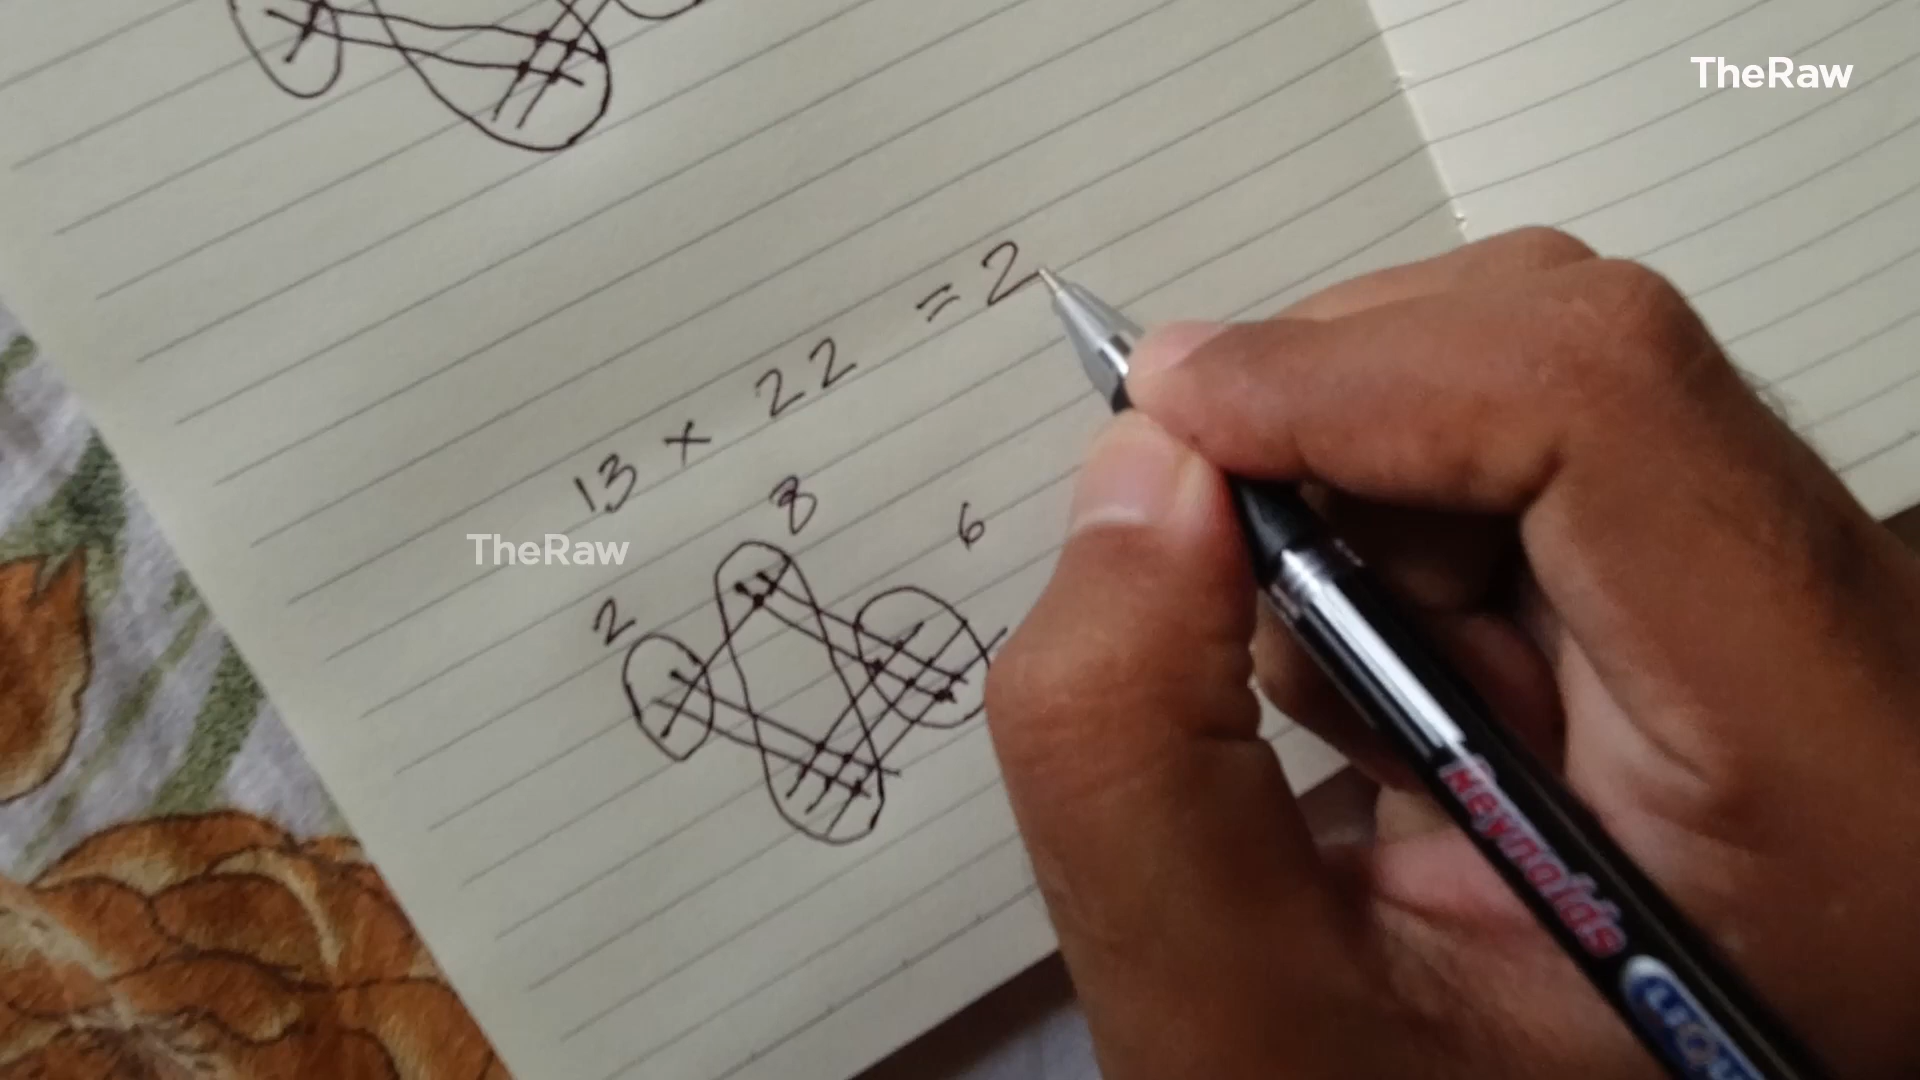 TheRaw
13 x 22 = 2
8
6
TheRaw
2
Reynolds